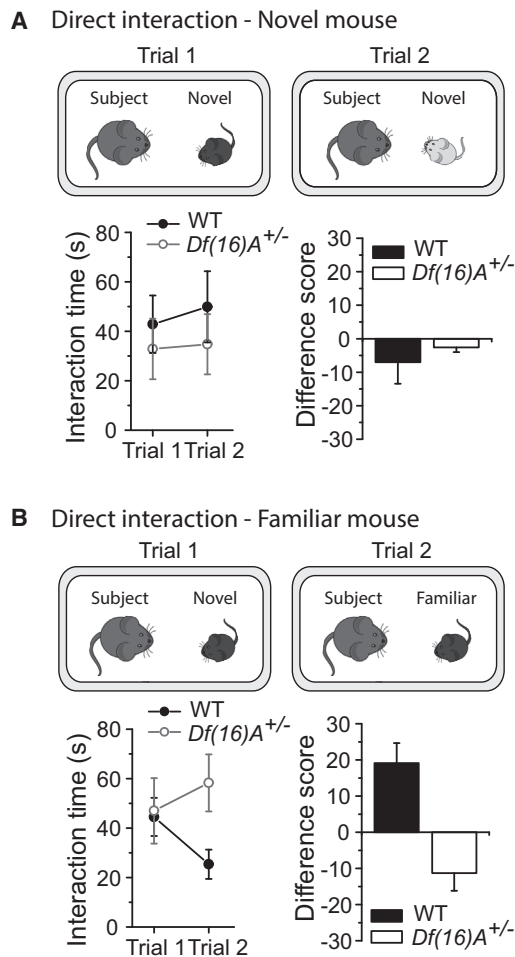 A Direct interaction - Novel mouse
Trial 1
Trial 2
Subject Novel
Subject Novel
WT
Df(16)A+/-
Interaction time (s)
80
60
40
20
0
Trial 1 Trial 2
WT
Df(16)A+/-
Difference score
30
20
10
0
-10
-20
-30
B Direct interaction - Familiar mouse
Trial 1
Trial 2
Subject Novel
Subject Familiar
WT
Df(16)A+/-
Interaction time (s)
80
60
40
20
0
Trial 1 Trial 2
Difference score
30
20
10
0
-10
-20
-30
WT
Df(16)A+/-